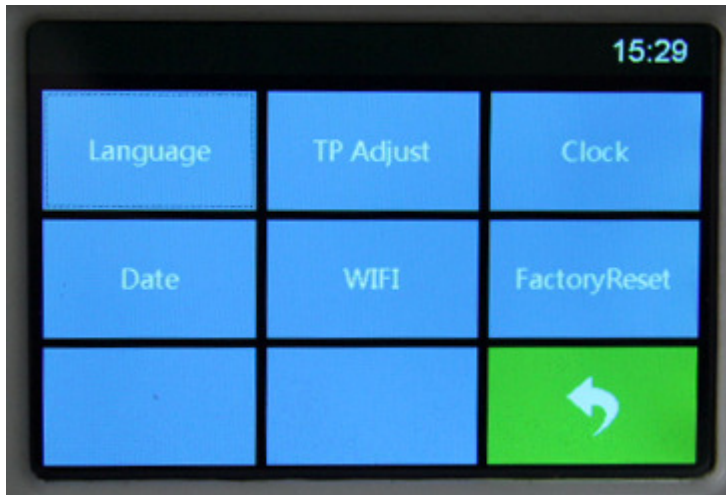 15:29
Language
TP Adjust
Clock
Date
WIFI
FactoryReset